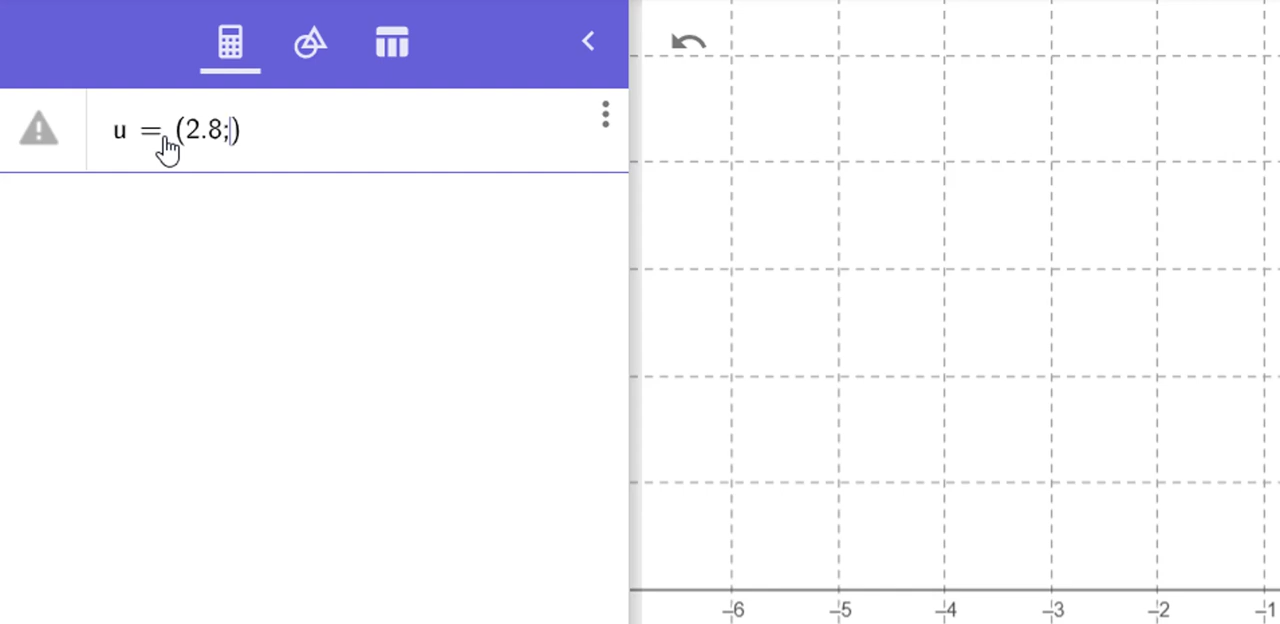 u = (2.8;)
–6 –5 –4 –3 –2 –1